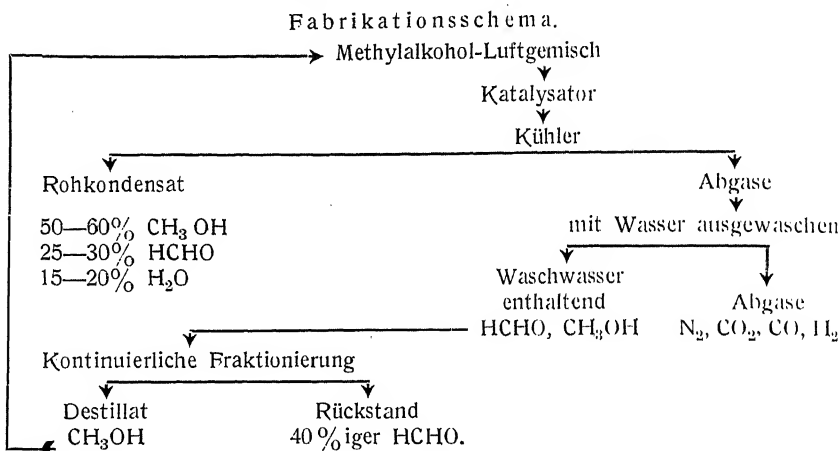 Fabrikationsschema.
Methylalkohol-Luftgemisch
Katalysator
Kühler
Rohkondensat
50—60% CH₃OH
25—30% HCHO
15—20% H₂O
Abgase
mit Wasser ausgewaschen
Waschwasser
enthaltend
HCHO, CH₃OH
Abgase
N₂, CO₂, CO, H₂
Kontinuierliche Fraktionierung
Destillat
CH₃OH
Rückstand
40%iger HCHO.